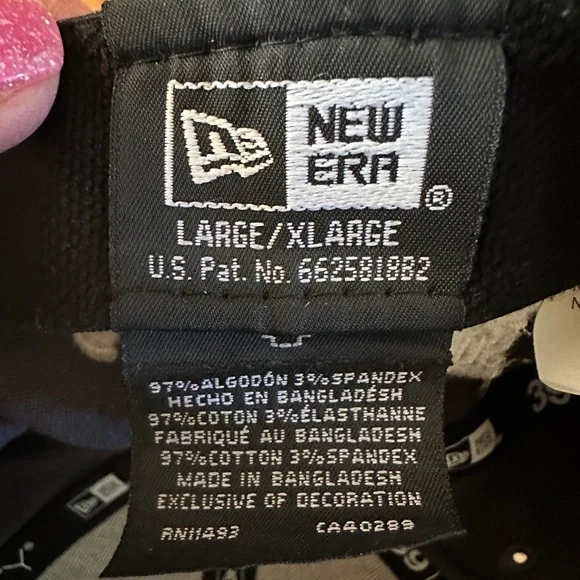 NEW
ERA
®
LARGE/XLARGE
U.S. Pat. No. 6625818B2
97%ALGODÓN 3%SPANDEX
HECHO EN BANGLADÉSH
97%COTON 3%ÉLASTHANNE
FABRIQUÉ AU BANGLADESH
97%COTTON 3%SPANDEX
MADE IN BANGLADESH
EXCLUSIVE OF DECORATION
RN11493 CA40289